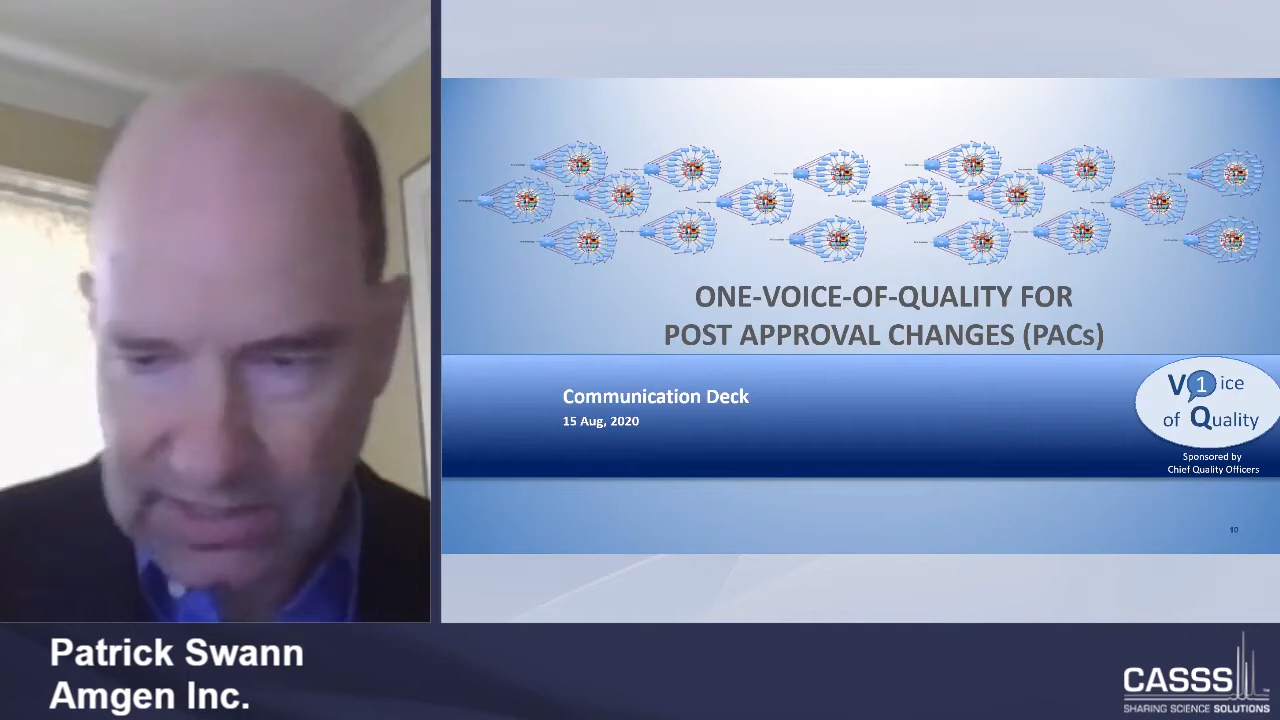 ONE-VOICE-OF-QUALITY FOR
POST APPROVAL CHANGES (PACs)
Communication Deck
15 Aug, 2020
V1ice
of Quality
Sponsored by
Chief Quality Officers
10
Patrick Swann
Amgen Inc.
CASSS
SHARING SCIENCE SOLUTIONS